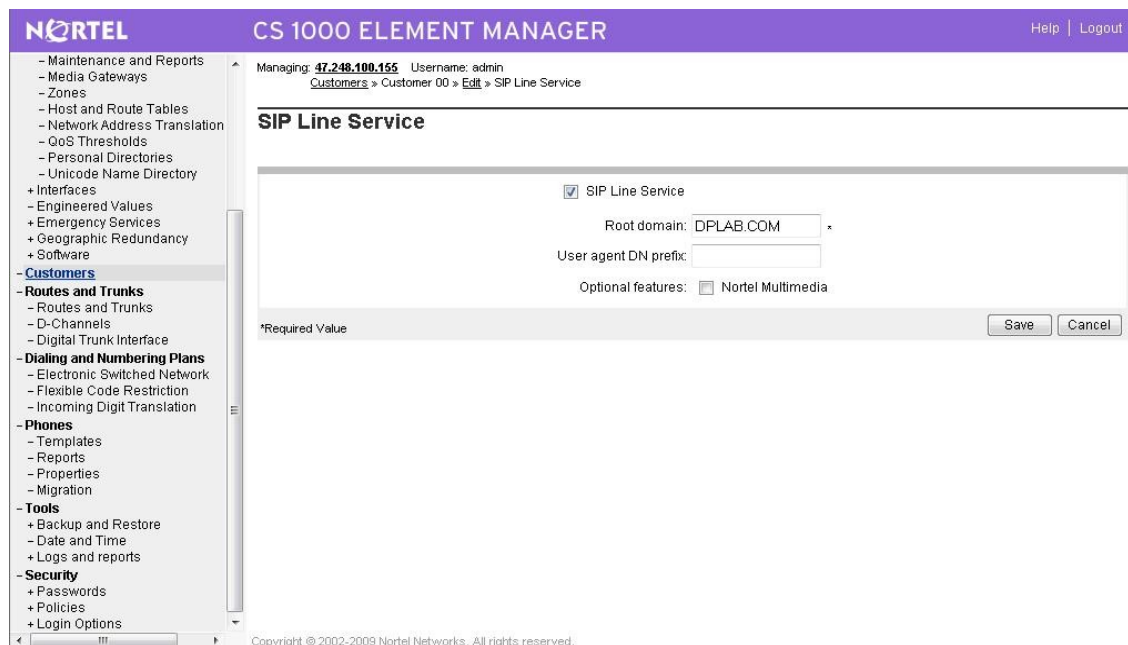 NORTEL
CS 1000 ELEMENT MANAGER
Help | Logout
– Maintenance and Reports
– Media Gateways
– Zones
– Host and Route Tables
– Network Address Translation
– QoS Thresholds
– Personal Directories
– Unicode Name Directory
+ Interfaces
– Engineered Values
+ Emergency Services
+ Geographic Redundancy
+ Software
– Customers
– Routes and Trunks
– Routes and Trunks
– D-Channels
– Digital Trunk Interface
– Dialing and Numbering Plans
– Electronic Switched Network
– Flexible Code Restriction
– Incoming Digit Translation
– Phones
– Templates
– Reports
– Properties
– Migration
– Tools
+ Backup and Restore
– Date and Time
+ Logs and reports
– Security
+ Passwords
+ Policies
+ Login Options
Managing: 47.248.100.155 Username: admin
Customers » Customer 00 » Edit » SIP Line Service
SIP Line Service
SIP Line Service
Root domain: DPLAB.COM *
User agent DN prefix:
Optional features: Nortel Multimedia
*Required Value
Save Cancel
Copyright © 2002-2009 Nortel Networks. All rights reserved.